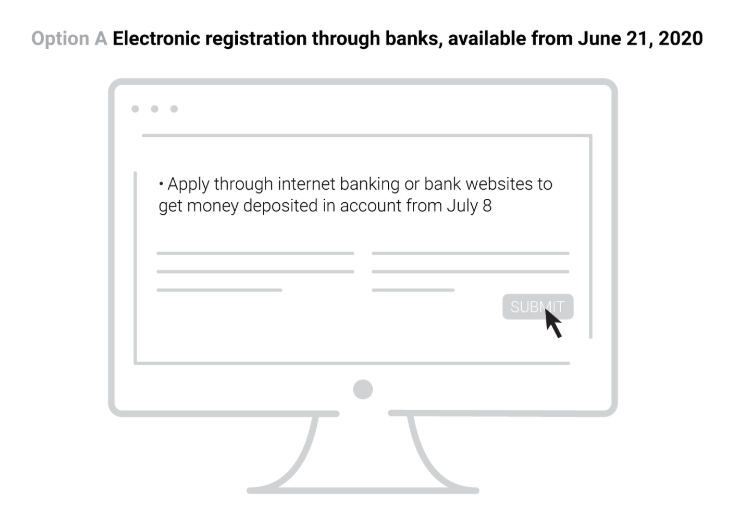 Option A Electronic registration through banks, available from June 21, 2020
• Apply through internet banking or bank websites to
get money deposited in account from July 8
SUBMIT